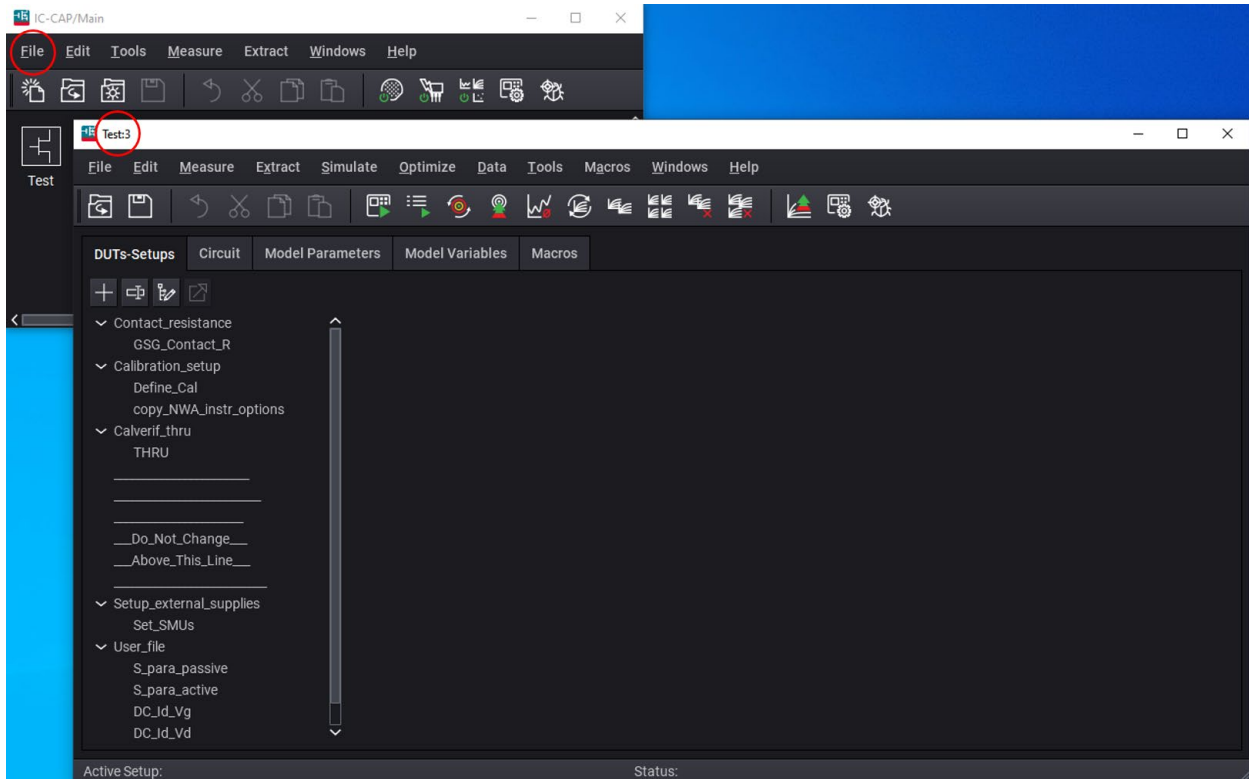 IC-CAP/Main
File Edit Tools Measure Extract Windows Help
Test
Test:3
File Edit Measure Extract Simulate Optimize Data Tools Macros Windows Help
DUTs-Setups Circuit Model Parameters Model Variables Macros
Contact_resistance
GSG_Contact_R
Calibration_setup
Define_Cal
copy_NWA_instr_options
Calverif_thru
THRU
___Do_Not_Change___
___Above_This_Line___
Setup_external_supplies
Set_SMUs
User_file
S_para_passive
S_para_active
DC_Id_Vg
DC_Id_Vd
Active Setup: Status: